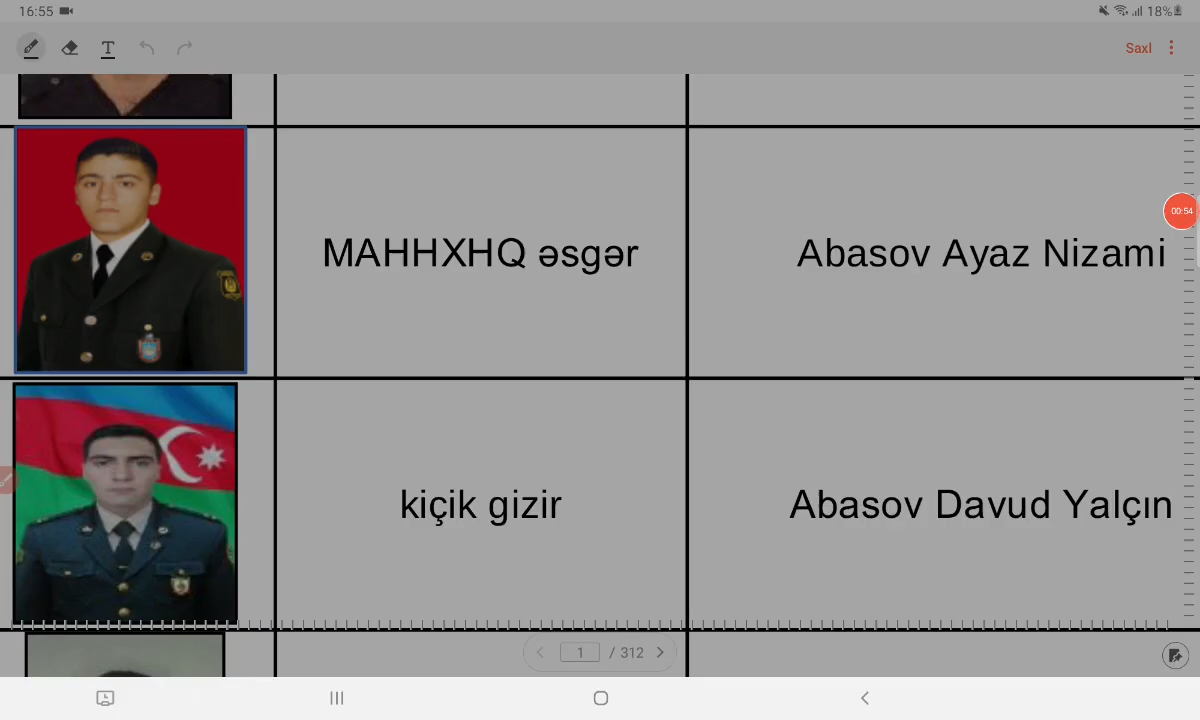 16:55
18%
T
Saxl
00:54
MAHHXHQ əsgər
Abasov Ayaz Nizami
kiçik gizir
Abasov Davud Yalçın
1 / 312